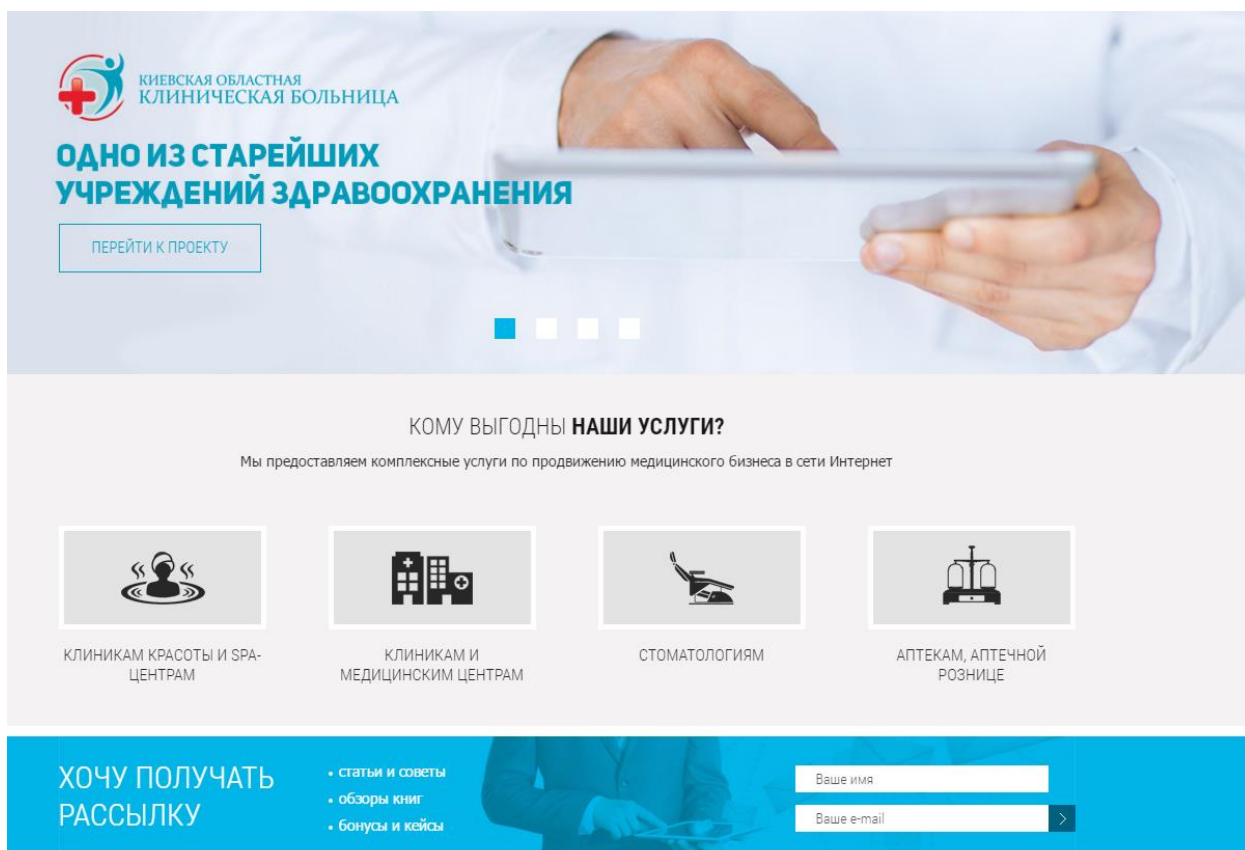 КИЕВСКАЯ ОБЛАСТНАЯ
КЛИНИЧЕСКАЯ БОЛЬНИЦА
ОДНО ИЗ СТАРЕЙШИХ
УЧРЕЖДЕНИЙ ЗДРАВООХРАНЕНИЯ
ПЕРЕЙТИ К ПРОЕКТУ
КОМУ ВЫГОДНЫ НАШИ УСЛУГИ?
Мы предоставляем комплексные услуги по продвижению медицинского бизнеса в сети Интернет
КЛИНИКАМ КРАСОТЫ И SPA-
ЦЕНТРАМ
КЛИНИКАМ И
МЕДИЦИНСКИМ ЦЕНТРАМ
СТОМАТОЛОГИЯМ
АПТЕКАМ, АПТЕЧНОЙ
РОЗНИЦЕ
ХОЧУ ПОЛУЧАТЬ
РАССЫЛКУ
• статьи и советы
• обзоры книг
• бонусы и кейсы
Ваше имя
Ваше e-mail